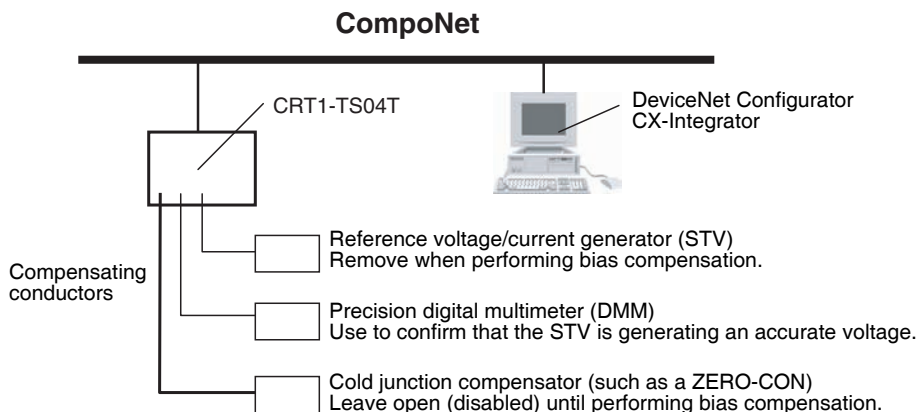 CompoNet
CRT1-TS04T
DeviceNet Configurator
CX-Integrator
Compensating
conductors
Reference voltage/current generator (STV)
Remove when performing bias compensation.
Precision digital multimeter (DMM)
Use to confirm that the STV is generating an accurate voltage.
Cold junction compensator (such as a ZERO-CON)
Leave open (disabled) until performing bias compensation.